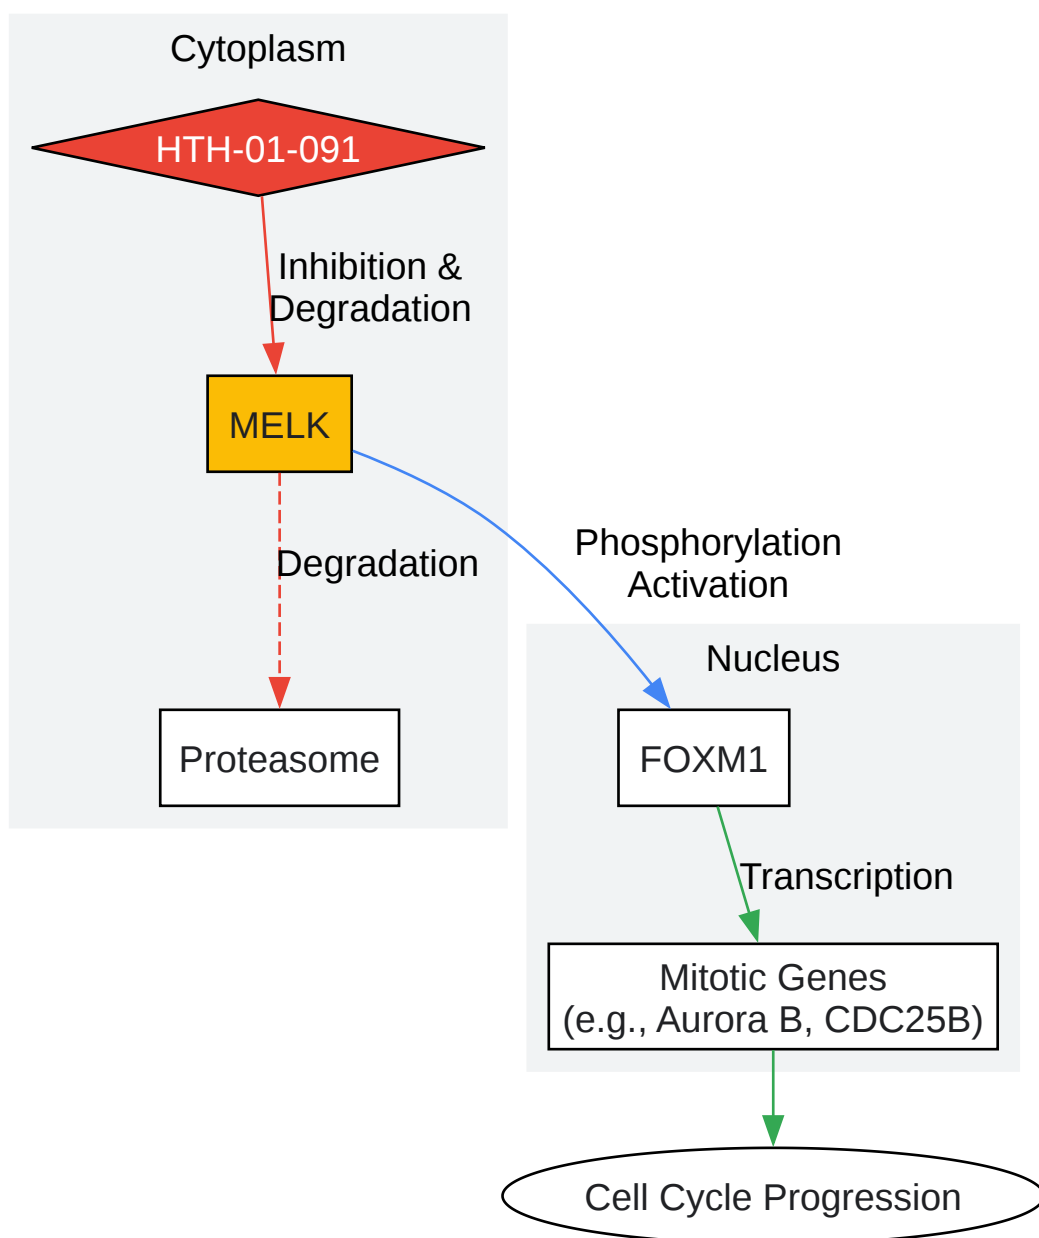 Cytoplasm
HTH-01-091
Inhibition &
Degradation
MELK
Degradation
Phosphorylation
Activation
Nucleus
Proteasome
FOXM1
Transcription
Mitotic Genes
(e.g., Aurora B, CDC25B)
Cell Cycle Progression